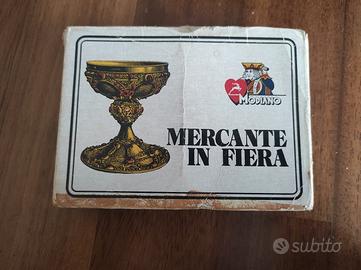 MODIANO
MERCANTE
IN FIERA
subito